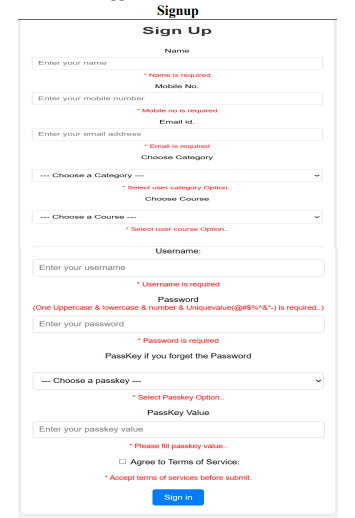 Signup
Sign Up
Name
Enter your name
* Name is required
Mobile No.
Enter your mobile number
* Mobile no is required
Email Id.
Enter your email address
* Email is required
Choose Category
--- Choose a Category ---
* Select user category Option..
Choose Course
--- Choose a Course ---
* Select user course Option..
Username:
Enter your username
* Username is required
Password
(One Uppercase & lowercase & number & Uniquevalue(@#$%^&*-) is required..)
Enter your password
* Password is required
PassKey if you forget the Password
--- Choose a passkey ---
* Select Passkey Option..
PassKey Value
Enter your passkey value
* Please fill passkey value..
Agree to Terms of Service:
* Accept terms of services before submit.
Sign in